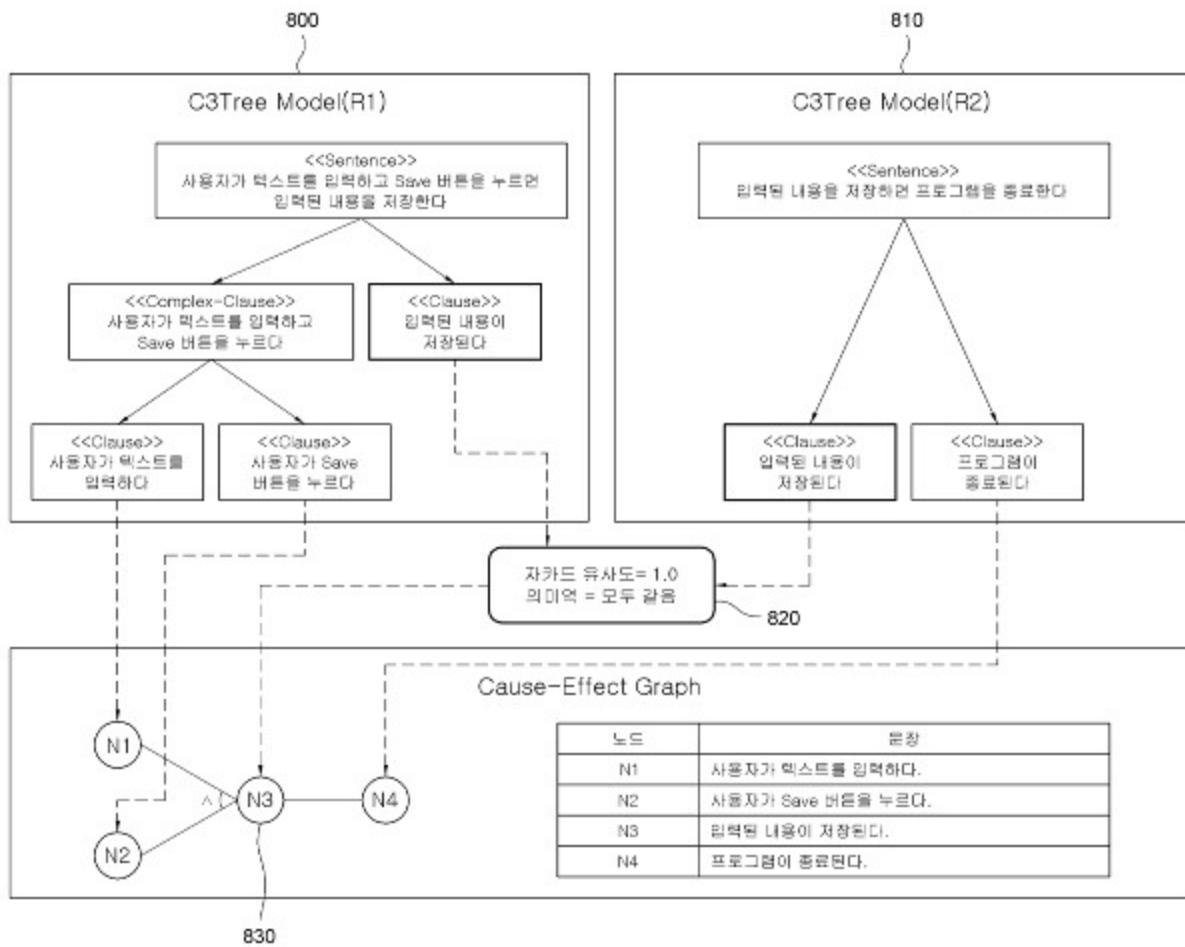 800
810
C3Tree Model(R1)
<<Sentence>>
사용자가 텍스트를 입력하고 Save 버튼을 누르면
입력된 내용을 저장한다
<<Complex-Clause>>
사용자가 텍스트를 입력하고
Save 버튼을 누르다
<<Clause>>
입력된 내용이
저장된다
<<Clause>>
사용자가 텍스트를
입력하다
<<Clause>>
사용자가 Save
버튼을 누르다
C3Tree Model(R2)
<<Sentence>>
입력된 내용을 저장하면 프로그램을 종료한다
<<Clause>>
입력된 내용이
저장된다
<<Clause>>
프로그램이
종료된다
자카드 유사도= 1.0
의미역 = 모두 같음
820
Cause-Effect Graph
N1
N2
^
N3
N4
노드 문장
N1 사용자가 텍스트를 입력하다.
N2 사용자가 Save 버튼을 누르다.
N3 입력된 내용이 저장된다.
N4 프로그램이 종료된다.
830